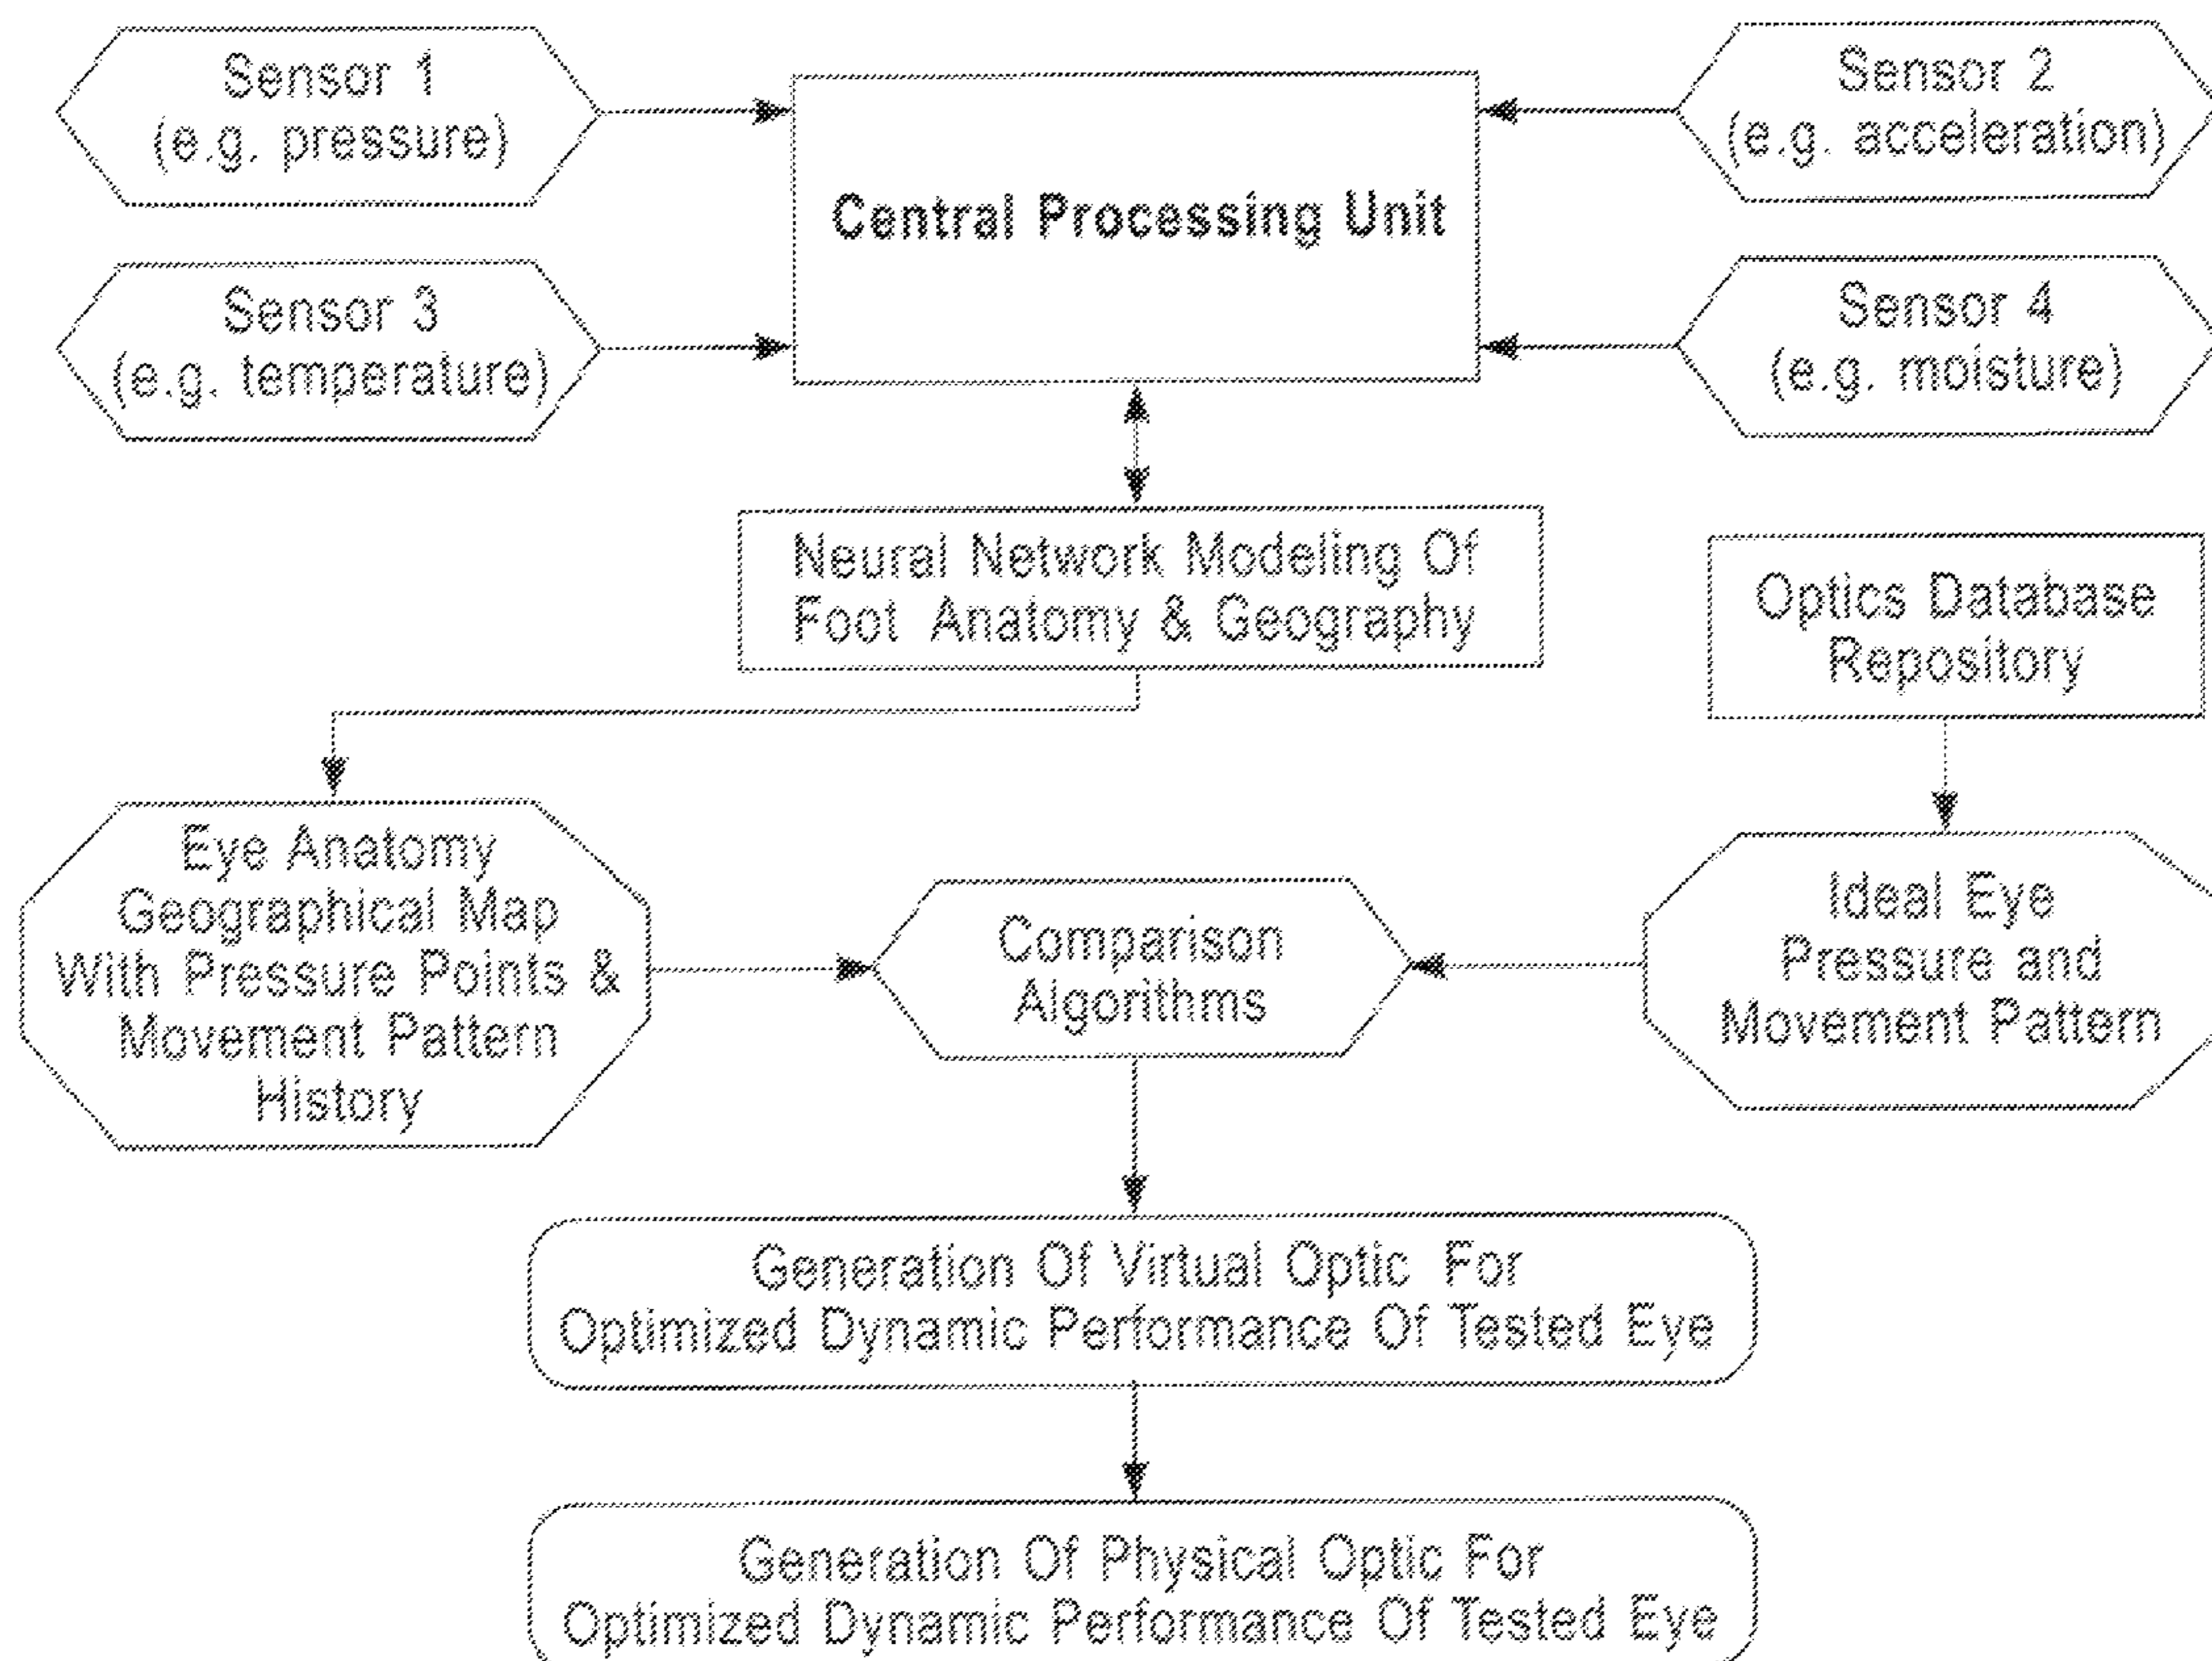 Sensor 1
(e.g. pressure)
Sensor 2
(e.g. acceleration)
Central Processing Unit
Sensor 3
(e.g. temperature)
Sensor 4
(e.g. moisture)
Neural Network Modeling Of
Foot Anatomy & Geography
Optics Database
Repository
Eye Anatomy
Geographical Map
With Pressure Points &
Movement Pattern
History
Comparison
Algorithms
Ideal Eye
Pressure and
Movement Pattern
Generation Of Virtual Optic For
Optimized Dynamic Performance Of Tested Eye
Generation Of Physical Optic For
Optimized Dynamic Performance Of Tested Eye